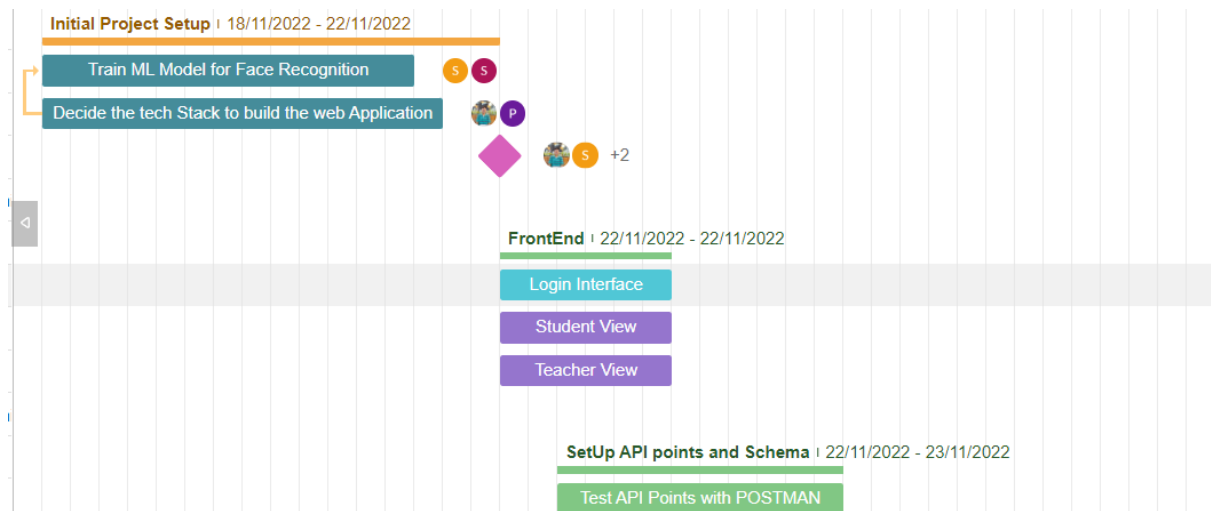 Initial Project Setup 18/11/2022 - 22/11/2022
Train ML Model for Face Recognition
S S
Decide the tech Stack to build the web Application
P
S +2
FrontEnd 22/11/2022 - 22/11/2022
Login Interface
Student View
Teacher View
SetUp API points and Schema 22/11/2022 - 23/11/2022
Test API Points with POSTMAN